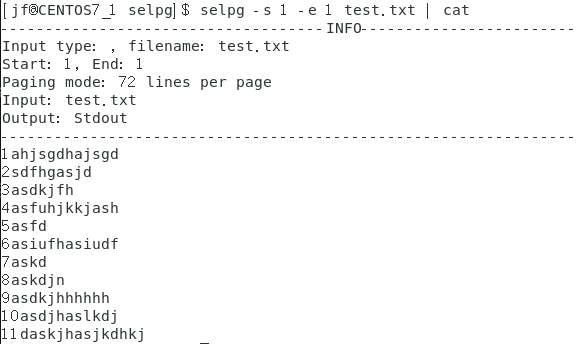 [jf@CENTOS7_1 selpg]$ selpg -s 1 -e 1 test.txt | cat
------------------------------------INFO------------------------
Input type: , filename: test.txt
Start: 1, End: 1
Paging mode: 72 lines per page
Input: test.txt
Output: Stdout
----------------------------------------------------------------
1ahjsgdhajsgd
2sdfhgasjd
3asdkjfh
4asfuhjkkjash
5asfd
6asiufhasiudf
7askd
8askdjn
9asdkjhhhhhh
10asdjhaslkdj
11daskjhasjkdhkj